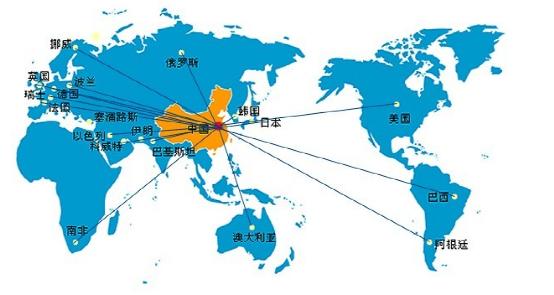 挪威
俄罗斯
英国
波兰
瑞士
德国
法国
韩国
塞浦路斯
日本
美国
中国
以色列
伊朗
科威特
巴基斯坦
巴西
南非
澳大利亚
阿根廷